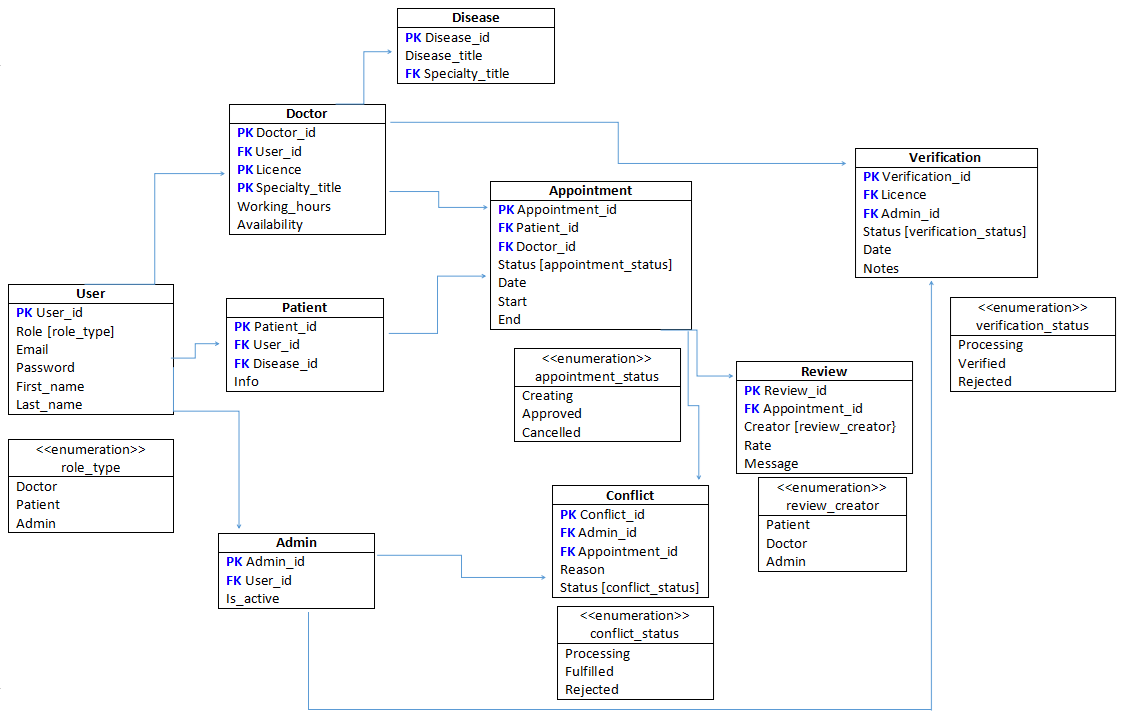 Disease
PK Disease_id
Disease_title
FK Specialty_title
Doctor
PK Doctor_id
FK User_id
PK Licence
PK Specialty_title
Working_hours
Availability
Verification
PK Verification_id
FK Licence
FK Admin_id
Status [verification_status]
Date
Notes
Appointment
PK Appointment_id
FK Patient_id
FK Doctor_id
Status [appointment_status]
Date
Start
End
User
PK User_id
Role [role_type]
Email
Password
First_name
Last_name
Patient
PK Patient_id
FK User_id
FK Disease_id
Info
<<enumeration>>
verification_status
Processing
Verified
Rejected
<<enumeration>>
appointment_status
Creating
Approved
Cancelled
Review
PK Review_id
FK Appointment_id
Creator [review_creator}
Rate
Message
<<enumeration>>
role_type
Doctor
Patient
Admin
<<enumeration>>
review_creator
Patient
Doctor
Admin
Conflict
PK Conflict_id
FK Admin_id
FK Appointment_id
Reason
Status [conflict_status]
Admin
PK Admin_id
FK User_id
Is_active
<<enumeration>>
conflict_status
Processing
Fulfilled
Rejected